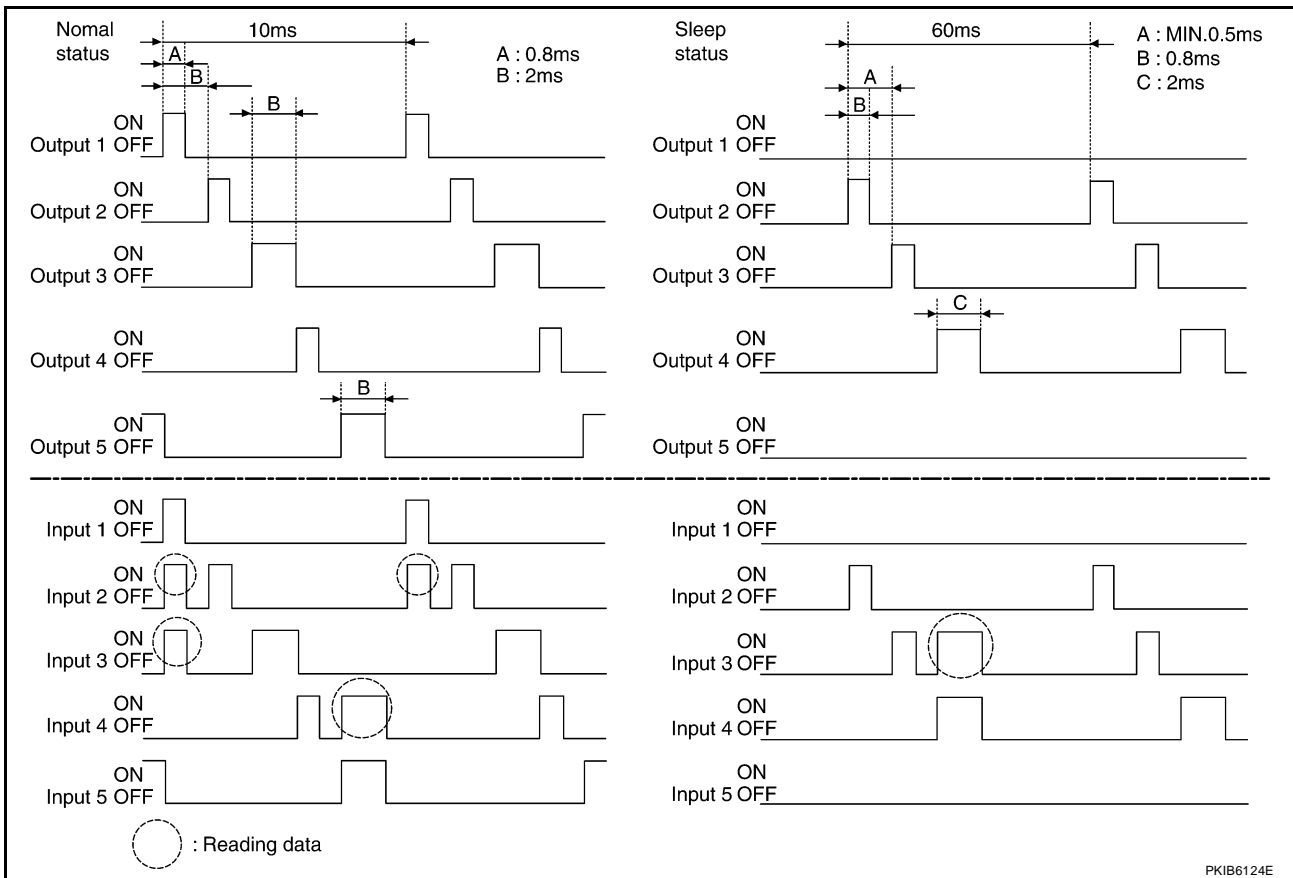 Nomal
status
10ms
A
B
A : 0.8ms
B : 2ms
B
ON
Output 1 OFF
ON
Output 2 OFF
ON
Output 3 OFF
ON
Output 4 OFF
B
ON
Output 5 OFF
Sleep
status
60ms
A : MIN.0.5ms
B : 0.8ms
C : 2ms
A
B
ON
Output 1 OFF
ON
Output 2 OFF
ON
Output 3 OFF
C
ON
Output 4 OFF
ON
Output 5 OFF
ON
Input 1 OFF
ON
Input 2 OFF
ON
Input 3 OFF
ON
Input 4 OFF
ON
Input 5 OFF
: Reading data
ON
Input 1 OFF
ON
Input 2 OFF
ON
Input 3 OFF
ON
Input 4 OFF
ON
Input 5 OFF
PKIB6124E